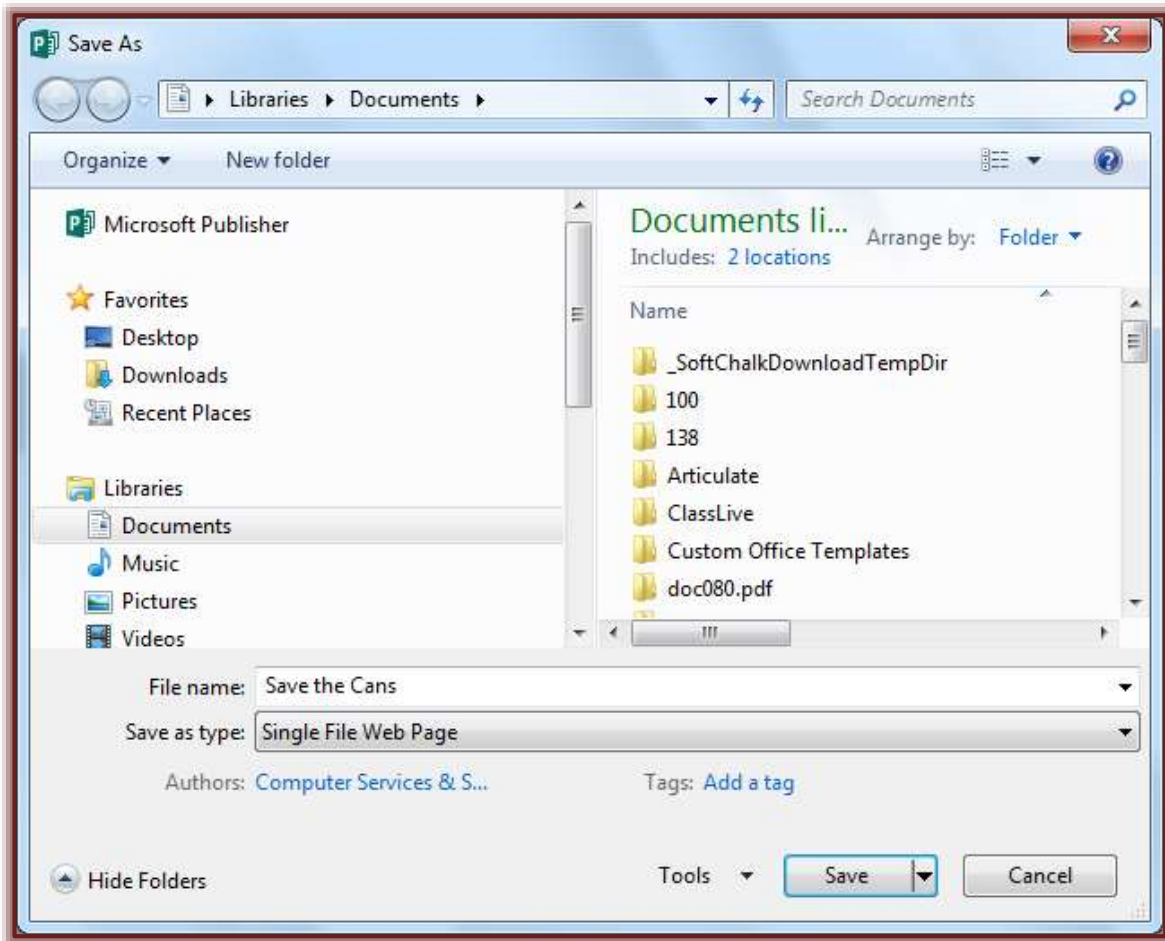 Save As
Libraries Documents
Search Documents
Organize New folder
Microsoft Publisher
Favorites
Desktop
Downloads
Recent Places
Libraries
Documents
Music
Pictures
Videos
Documents li...
Includes: 2 locations
Arrange by: Folder
Name
_SoftChalkDownloadTempDir
100
138
Articulate
ClassLive
Custom Office Templates
doc080.pdf
File name: Save the Cans
Save as type: Single File Web Page
Authors: Computer Services & S... Tags: Add a tag
Hide Folders Tools Save Cancel